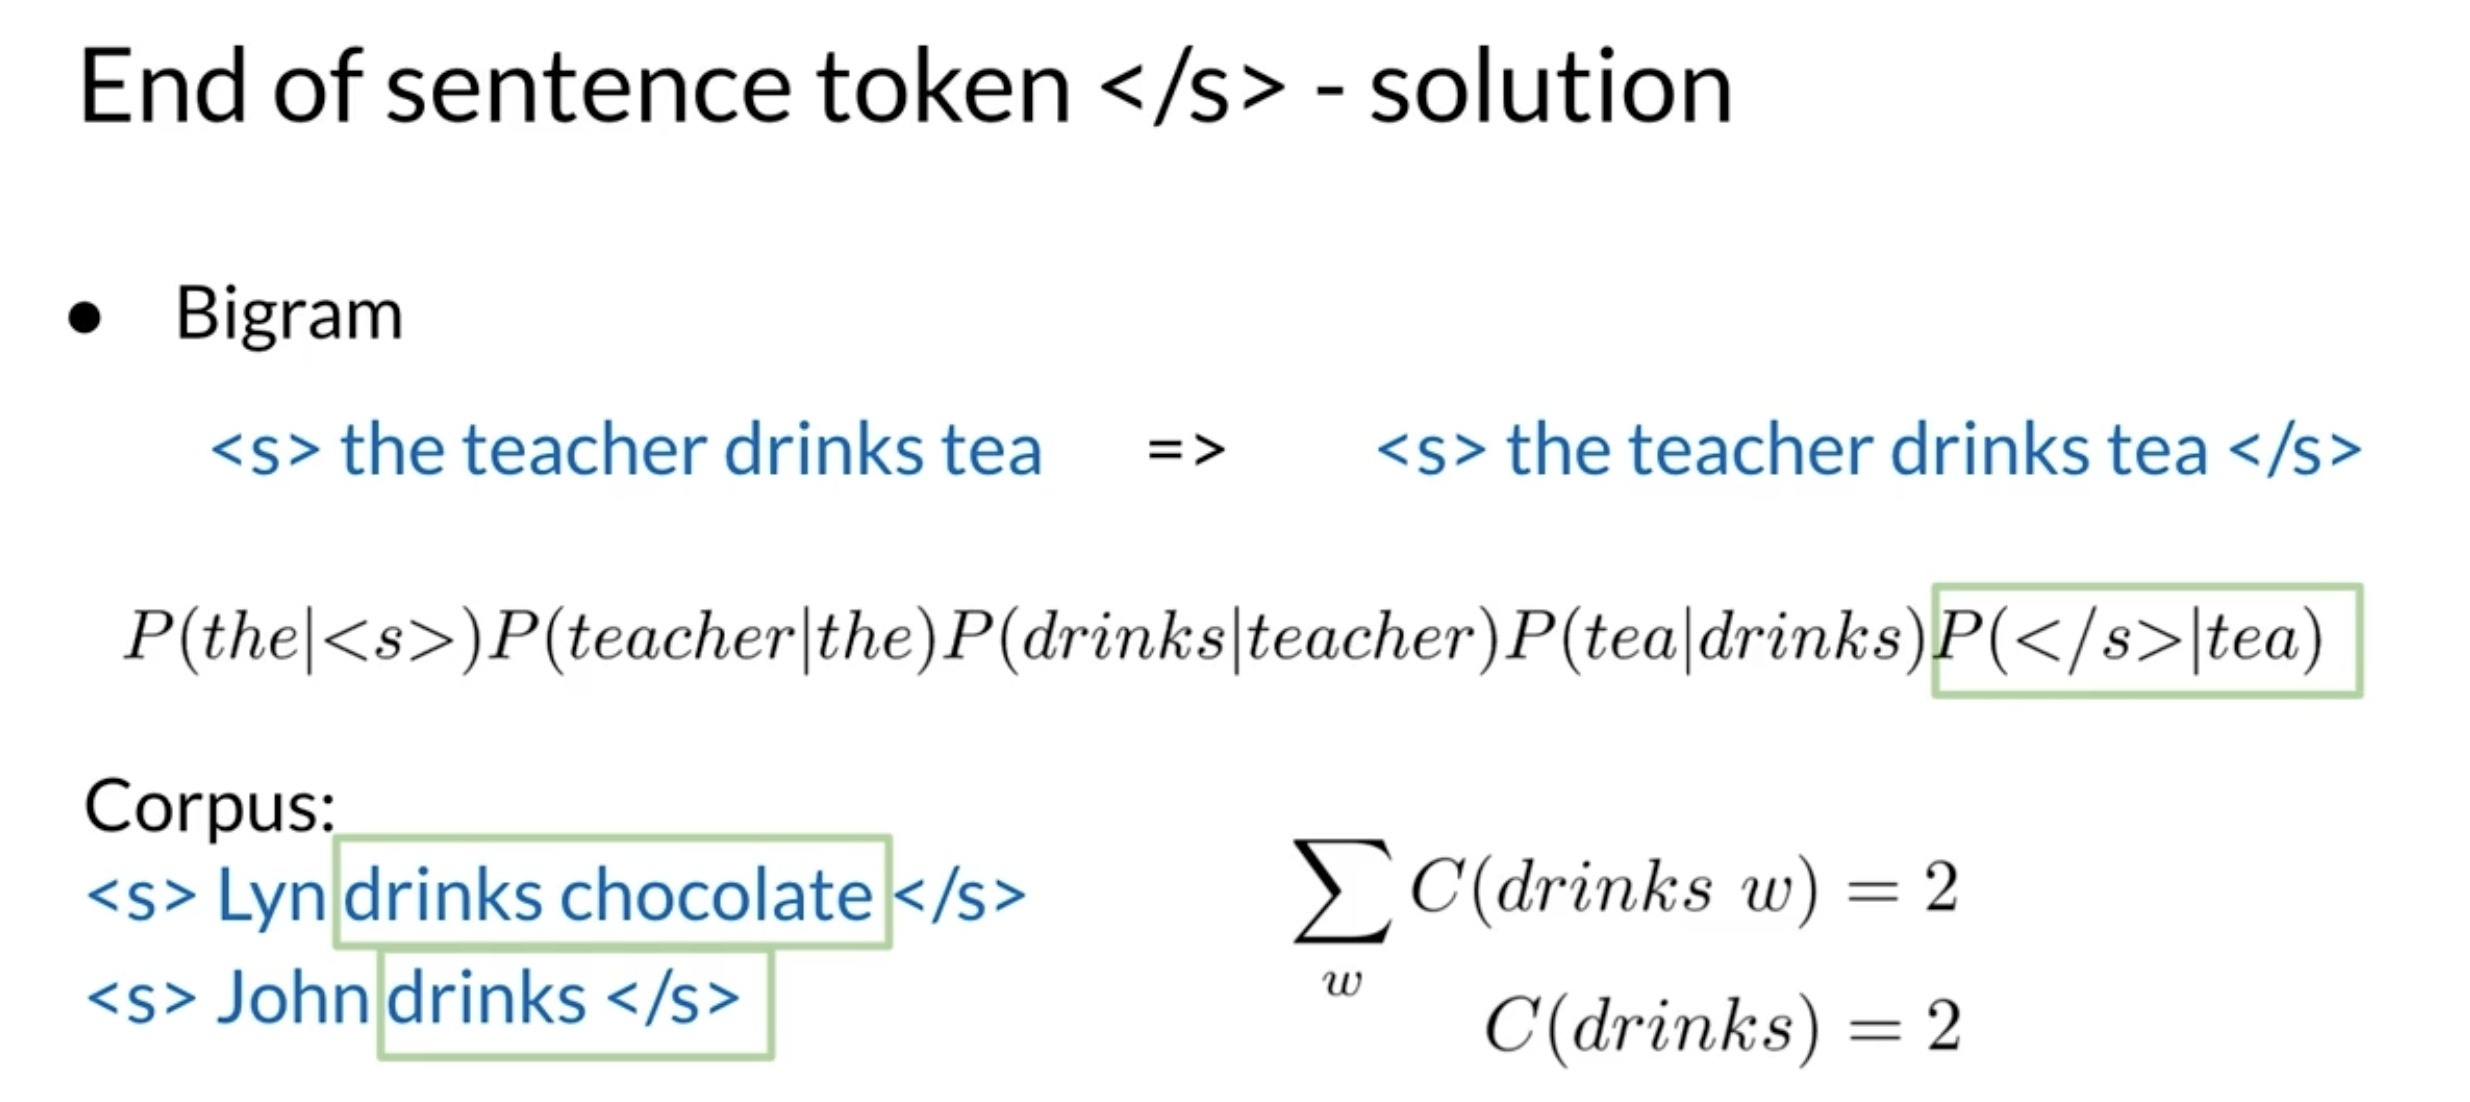 End of sentence token </s> - solution
● Bigram
<s> the teacher drinks tea => <s> the teacher drinks tea </s>
P(the|<s>)P(teacher|the)P(drinks|teacher)P(tea|drinks)P(</s>|tea)
Corpus:
<s> Lyn drinks chocolate </s>
<s> John drinks </s>
∑ C(drinks w) = 2
w
C(drinks) = 2